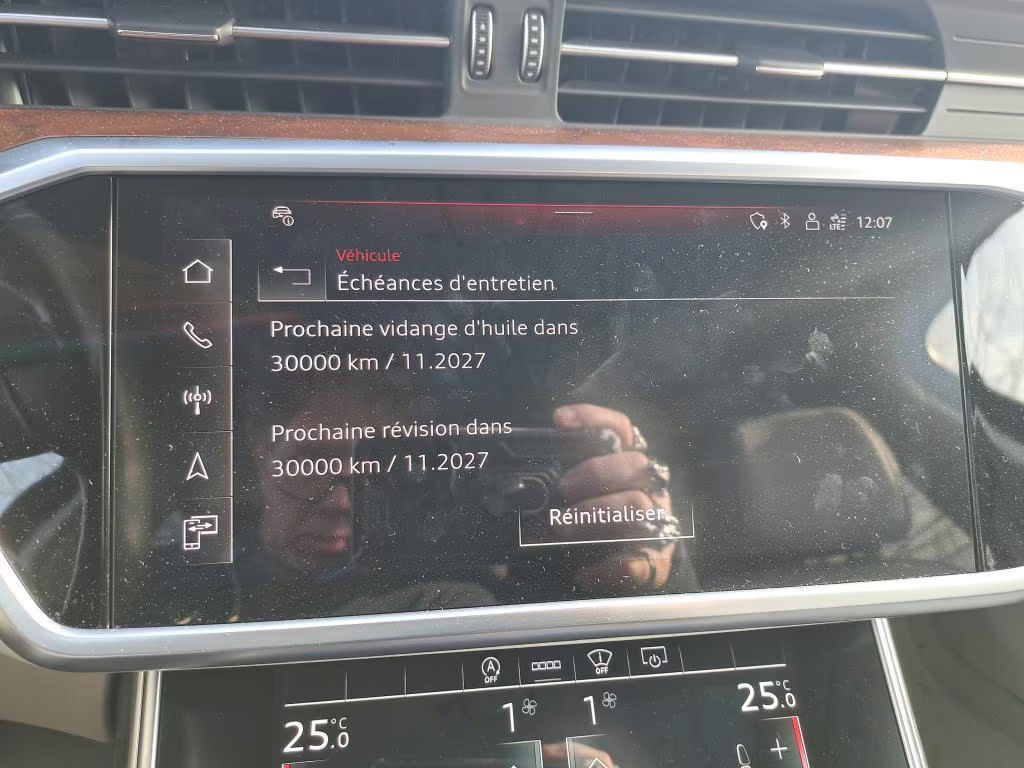 LTE
12:07
Véhicule
Échéances d'entretien
Prochaine vidange d'huile dans
30000 km / 11.2027
Prochaine révision dans
30000 km / 11.2027
Réinitialiser
A
OFF
OFF
25.0 °C
1
1
25.0 °C
+